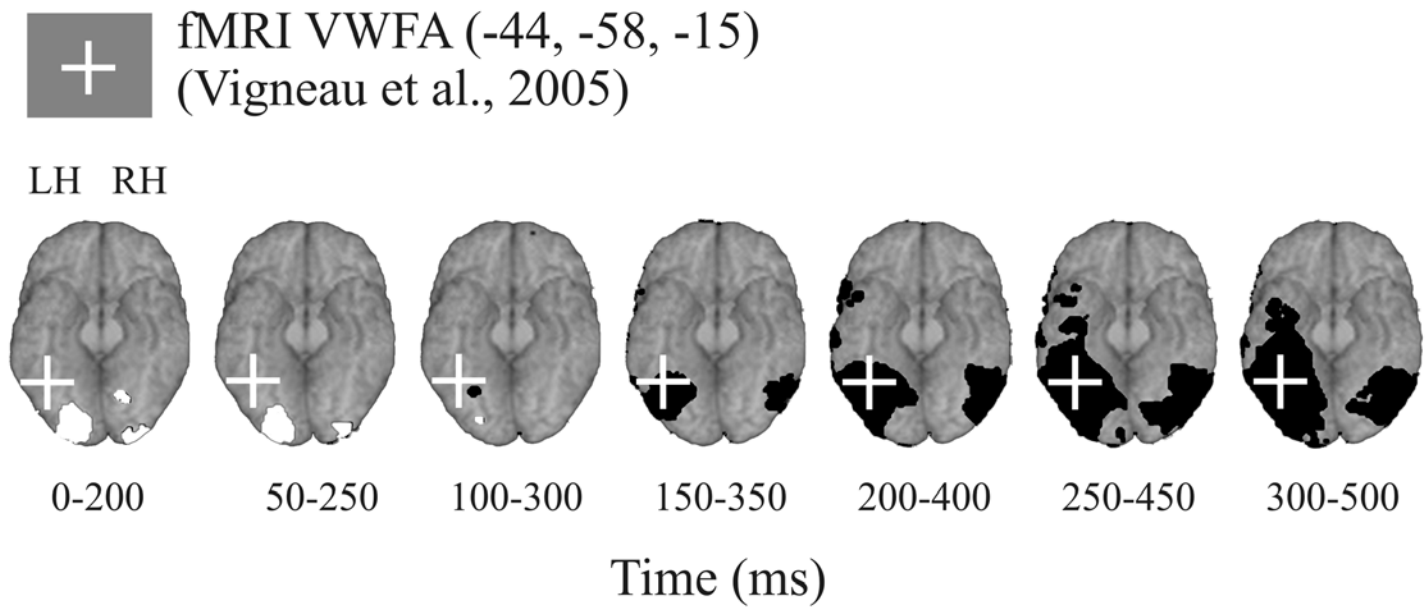 fMRI VWFA (-44, -58, -15)
(Vigneau et al., 2005)
LH RH
0-200 50-250 100-300 150-350 200-400 250-450 300-500
Time (ms)